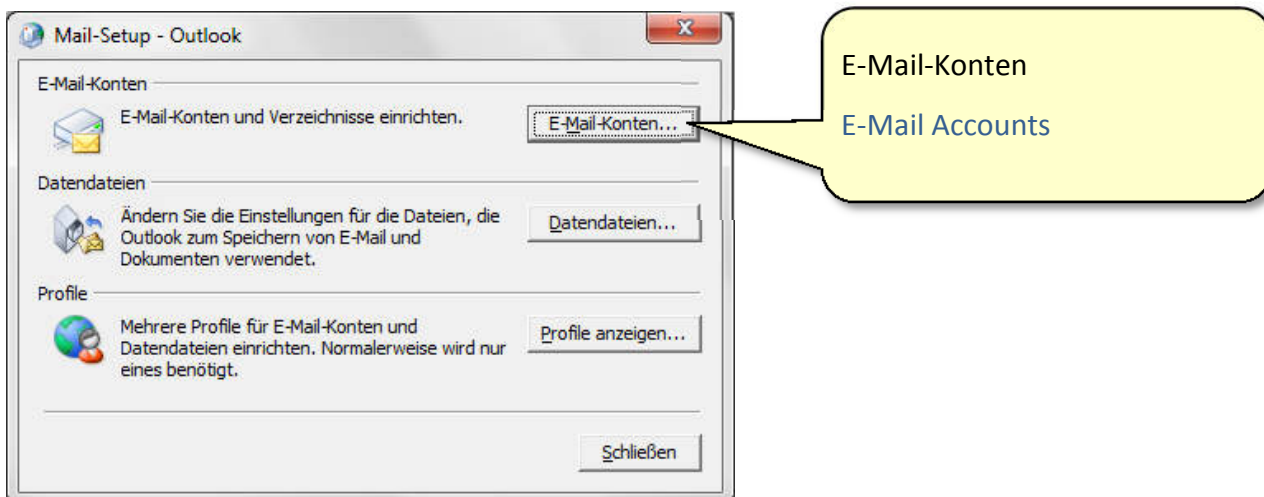 Mail-Setup - Outlook
E-Mail-Konten
E-Mail-Konten und Verzeichnisse einrichten.
E-Mail-Konten...
Datendateien
Ändern Sie die Einstellungen für die Dateien, die
Outlook zum Speichern von E-Mail und
Dokumenten verwendet.
Datendateien...
Profile
Mehrere Profile für E-Mail-Konten und
Datendateien einrichten. Normalerweise wird nur
eines benötigt.
Profile anzeigen...
Schließen
E-Mail-Konten
E-Mail Accounts